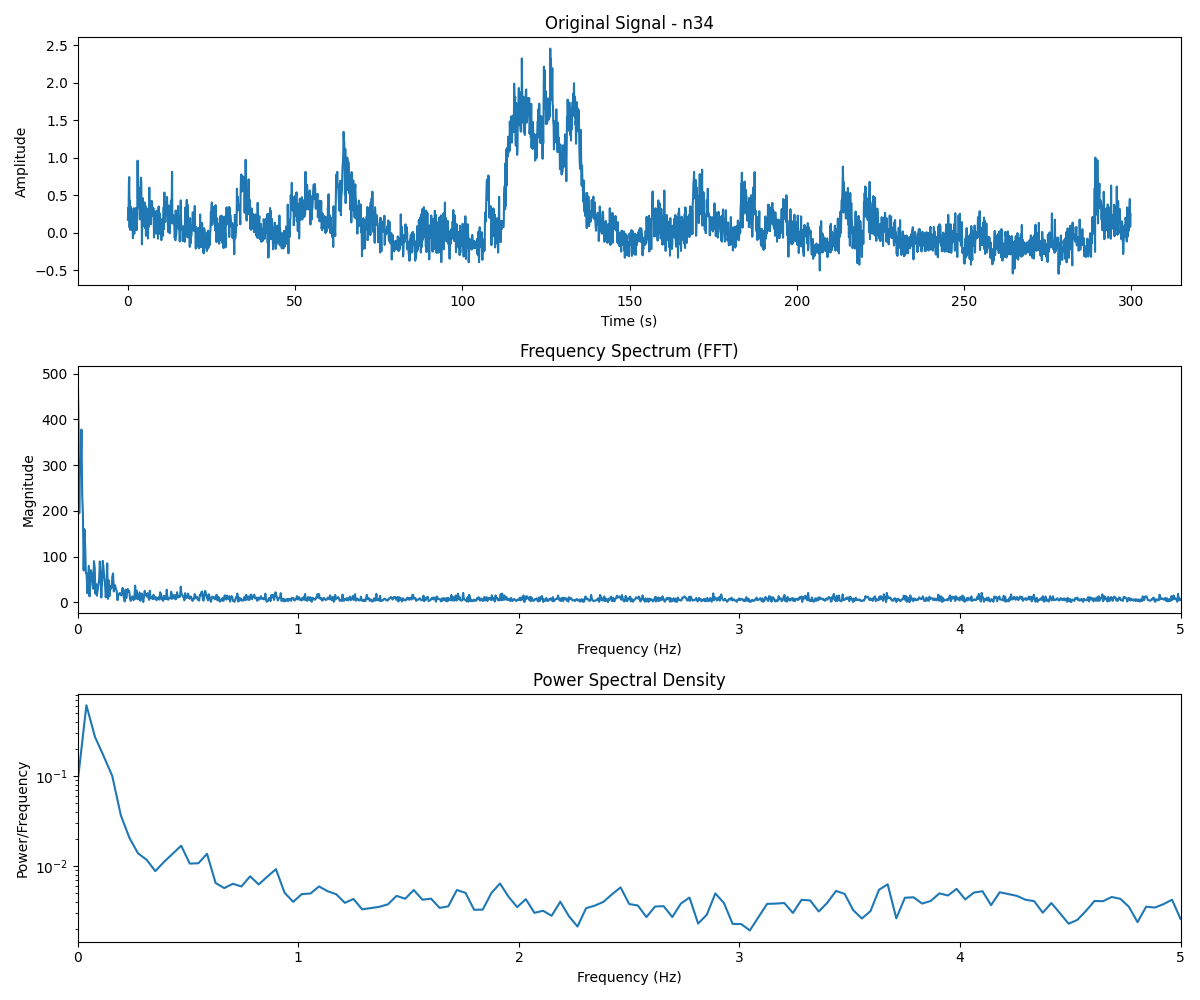 Original Signal - n34
2.5
2.0
1.5
1.0
0.5
0.0
−0.5
Amplitude
0 50 100 150 200 250 300
Time (s)
Frequency Spectrum (FFT)
500
400
300
200
100
0
Magnitude
0 1 2 3 4 5
Frequency (Hz)
Power Spectral Density
10⁻¹
10⁻²
Power/Frequency
0 1 2 3 4 5
Frequency (Hz)